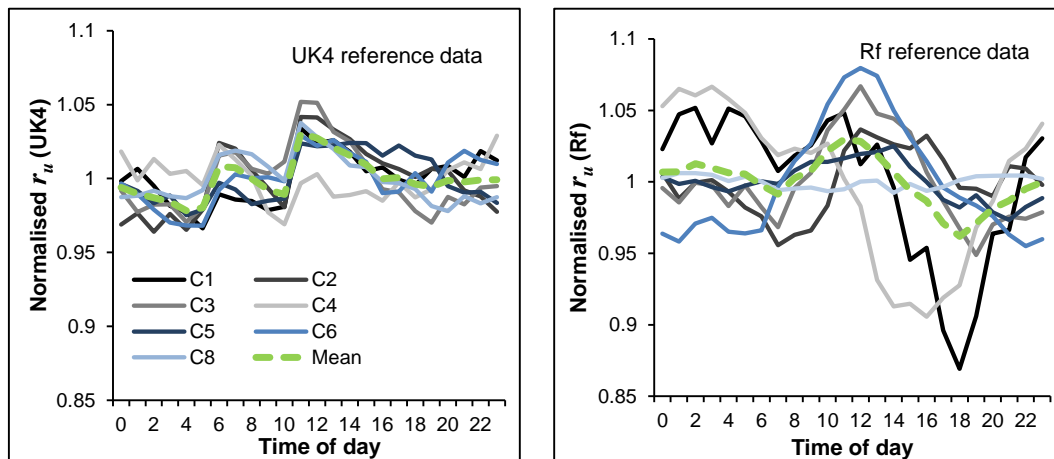 1.1
1.05
1
0.95
0.9
0.85
Normalised r_u (UK4)
UK4 reference data
C1 C2
C3 C4
C5 C6
C8 Mean
0 2 4 6 8 10 12 14 16 18 20 22
Time of day
1.1
1.05
1
0.95
0.9
0.85
Normalised r_u (Rf)
Rf reference data
0 2 4 6 8 10 12 14 16 18 20 22
Time of day